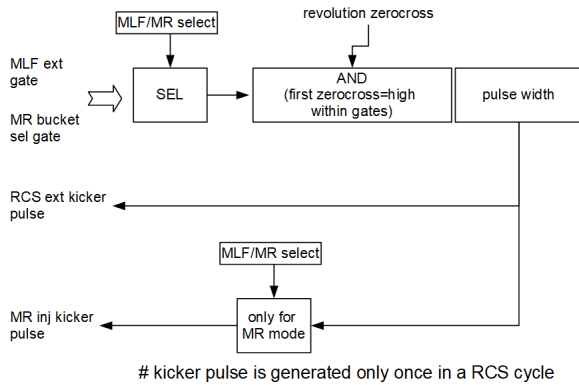 revolution zerocross
MLF/MR select
MLF ext
gate
MR bucket
sel gate
SEL
AND
(first zerocross=high
within gates)
pulse width
RCS ext kicker
pulse
MLF/MR select
MR inj kicker
pulse
only for
MR mode
# kicker pulse is generated only once in a RCS cycle